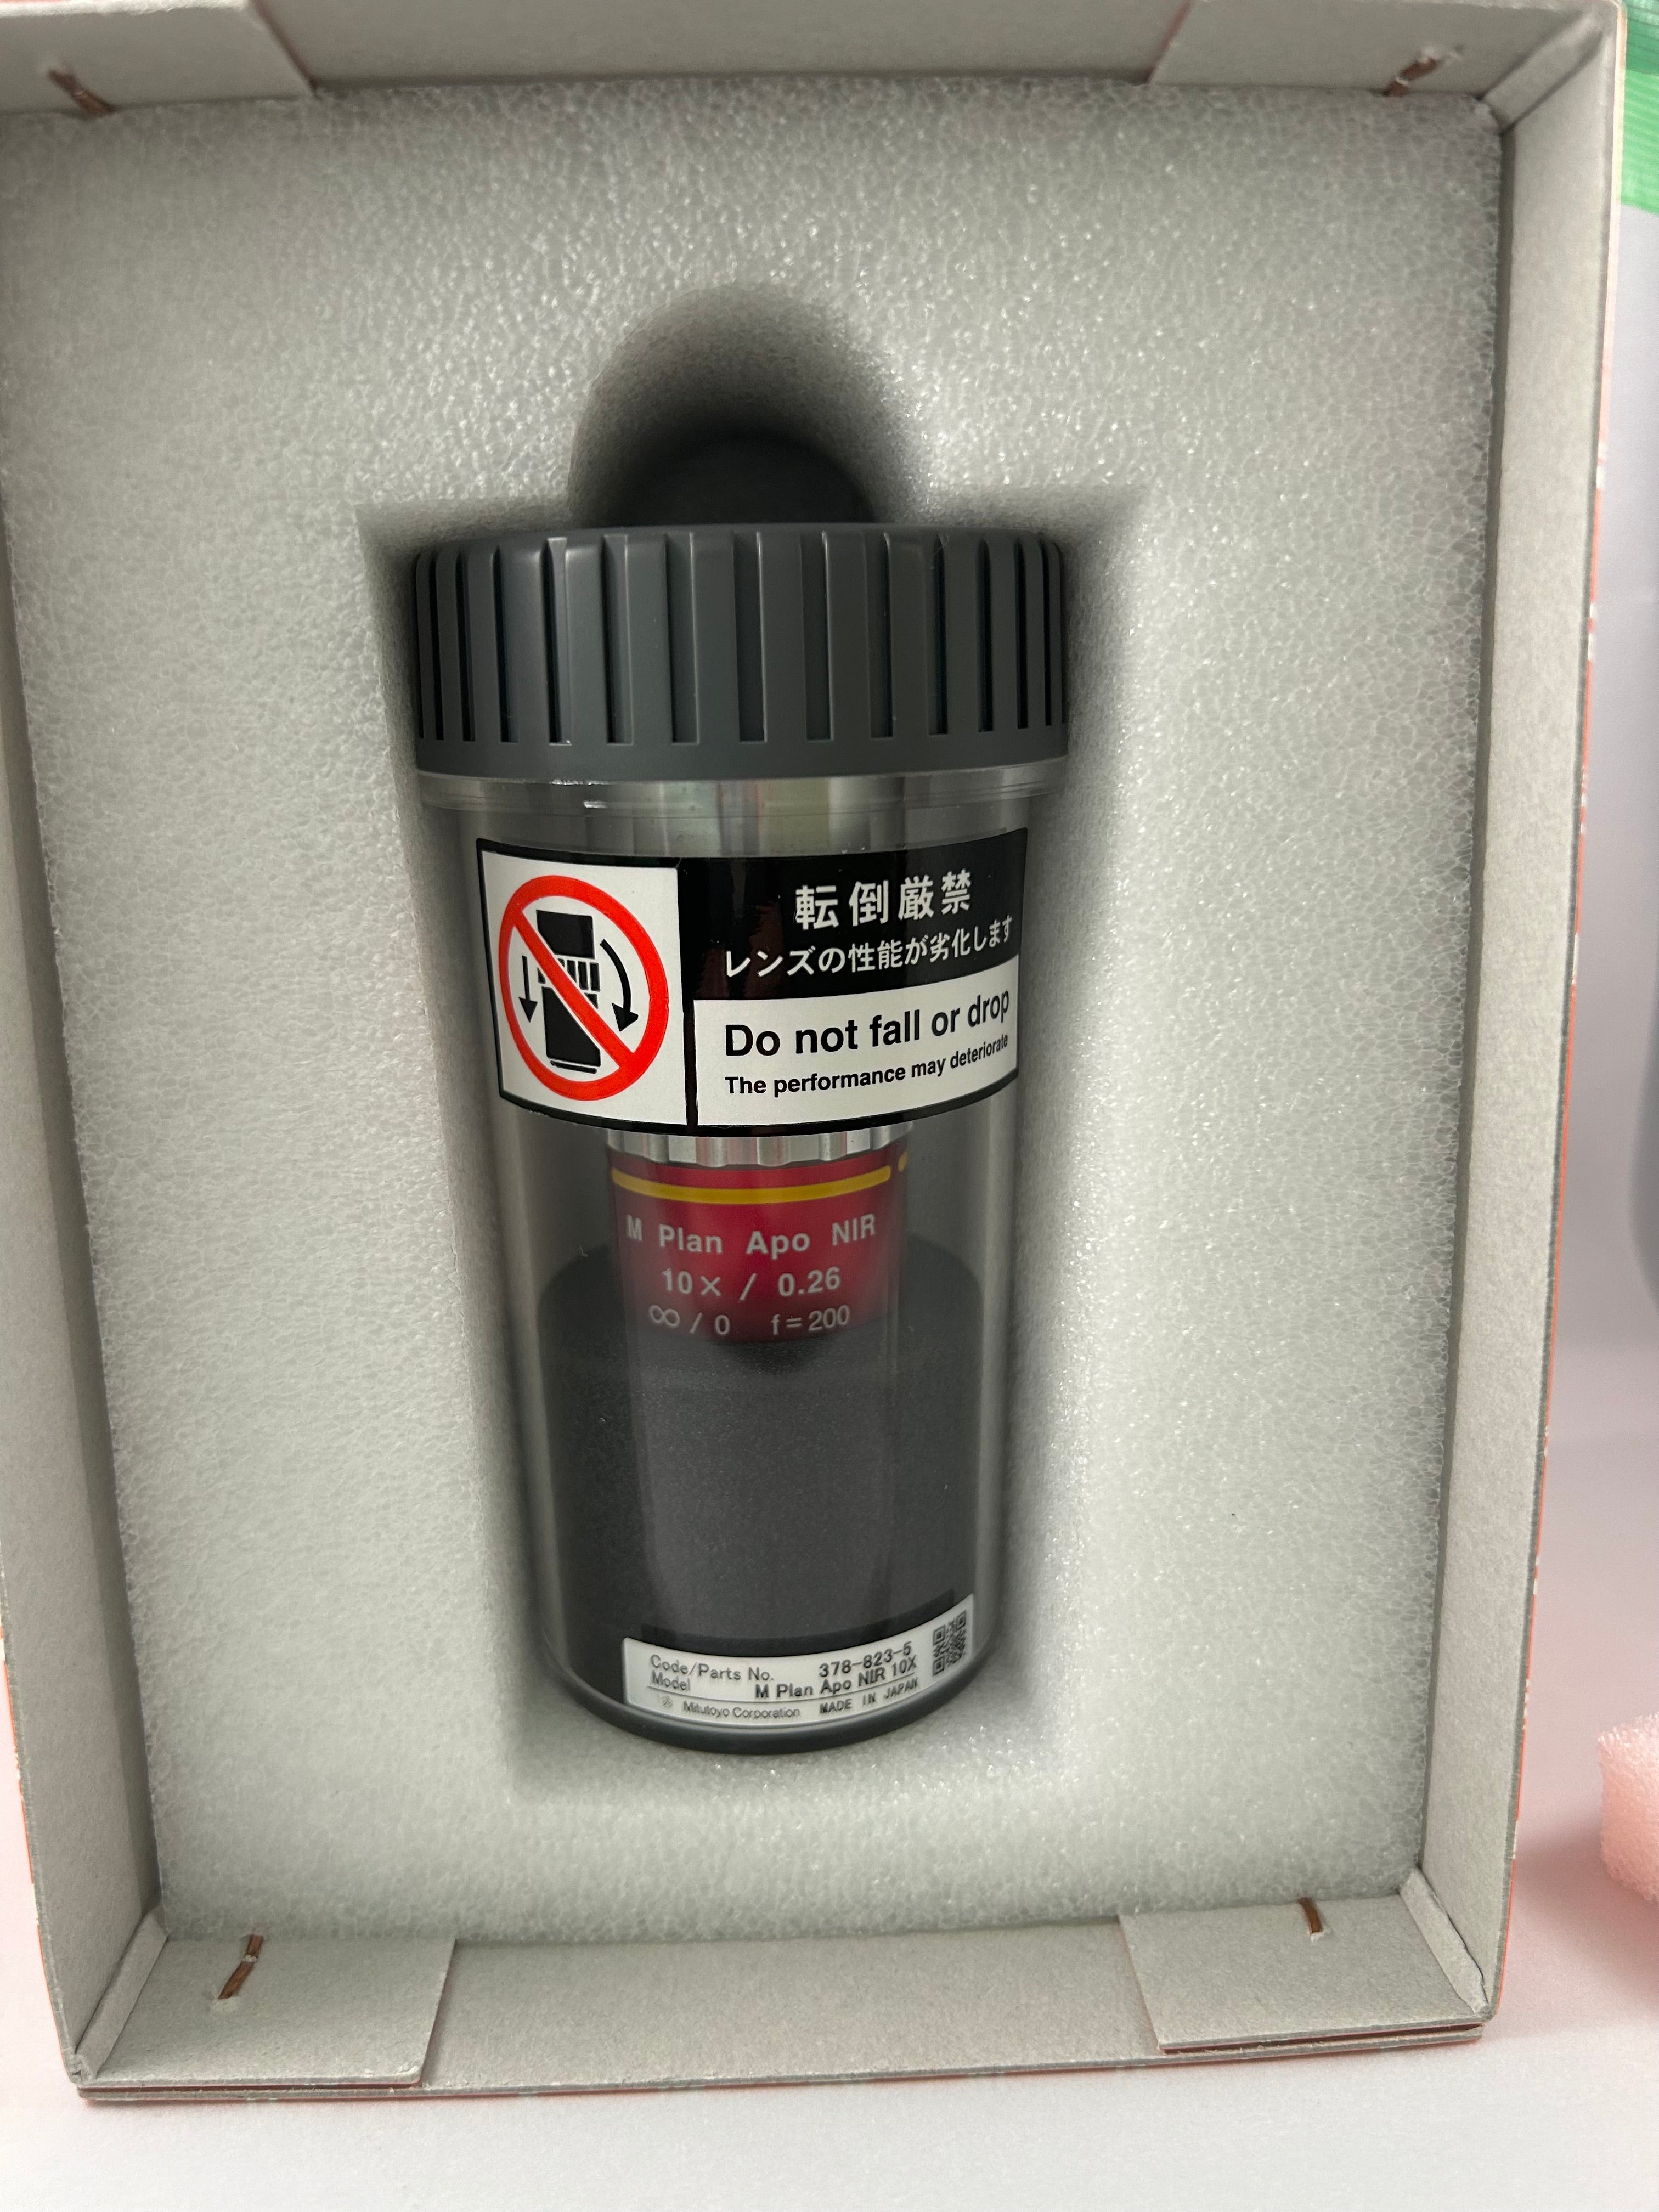 転倒厳禁
レンズの性能が劣化します
Do not fall or drop
The performance may deteriorate
M Plan Apo NIR
10× / 0.26
∞ / 0 f=200
Code/Parts No. 378-823-5
Model M Plan Apo NIR 10X
Mitutoyo Corporation MADE IN JAPAN